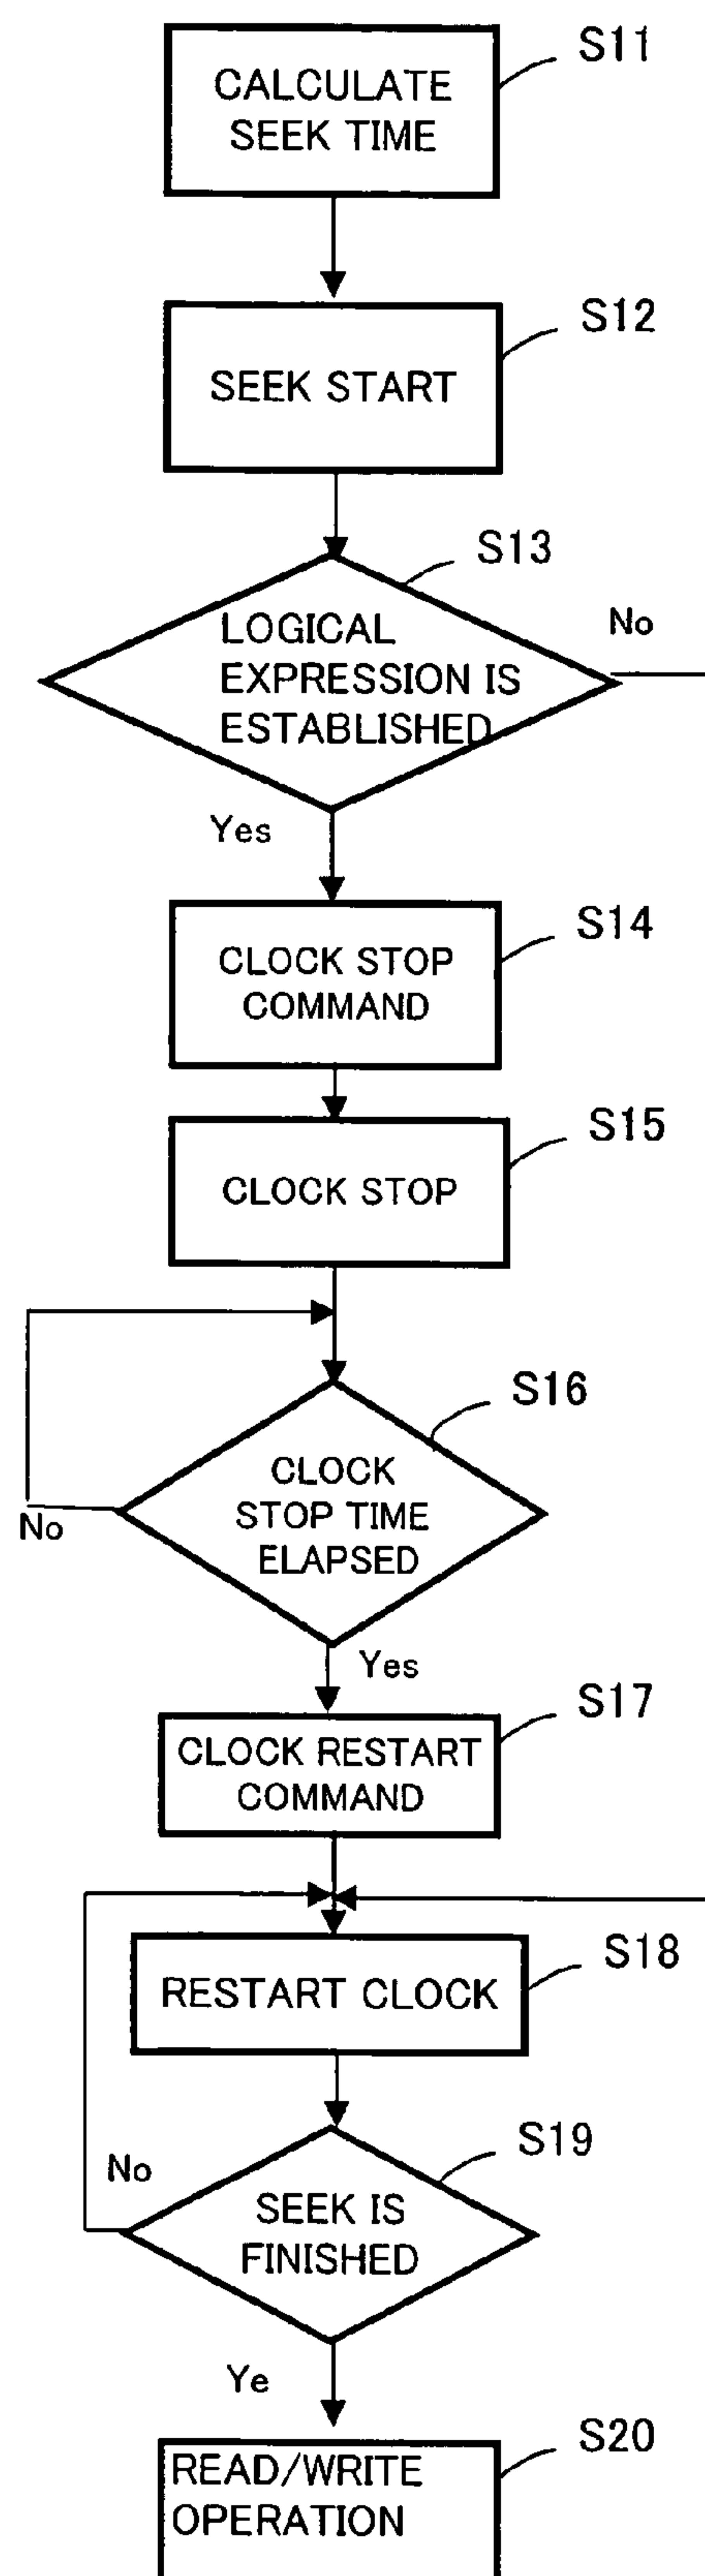 S11
CALCULATE
SEEK TIME
S12
SEEK START
S13
No
LOGICAL
EXPRESSION IS
ESTABLISHED
Yes
S14
CLOCK STOP
COMMAND
S15
CLOCK STOP
S16
CLOCK
STOP TIME
ELAPSED
No
Yes
S17
CLOCK RESTART
COMMAND
S18
RESTART CLOCK
S19
No
SEEK IS
FINISHED
Ye
S20
READ/WRITE
OPERATION